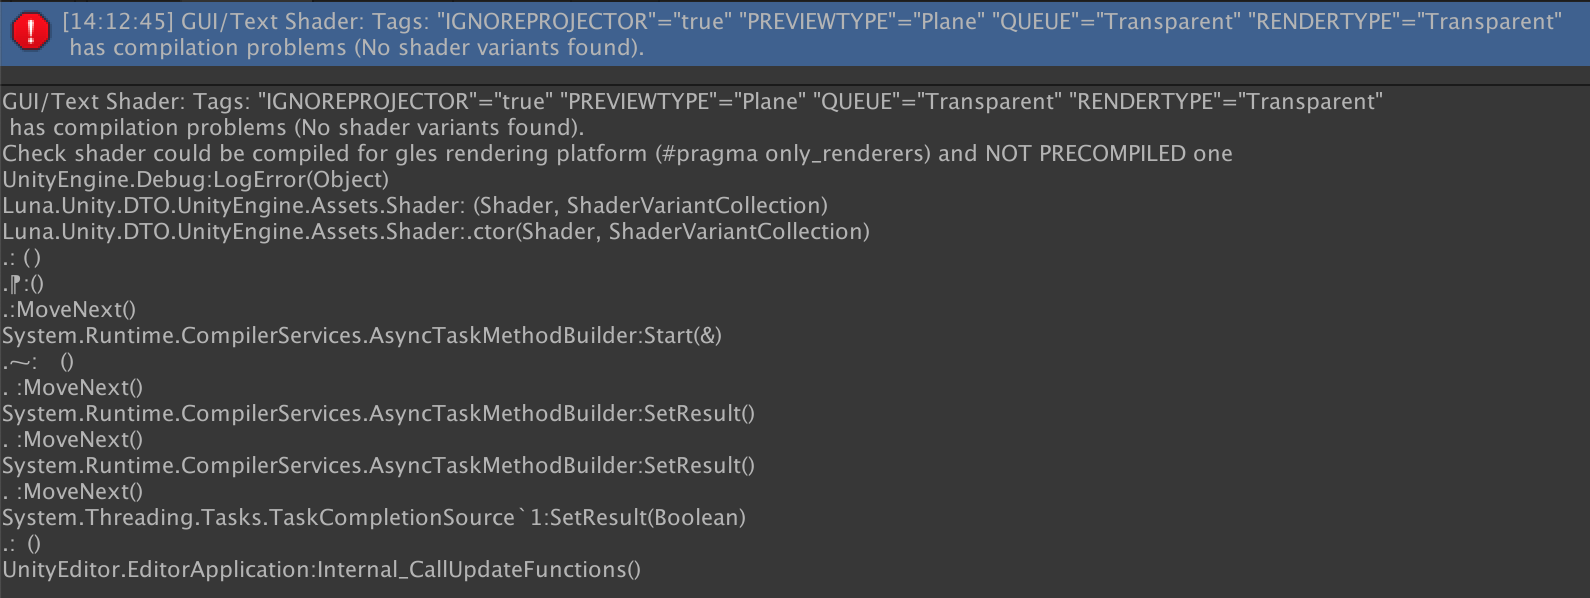 [14:12:45] GUI/Text Shader: Tags: "IGNOREPROJECTOR"="true" "PREVIEWTYPE"="Plane" "QUEUE"="Transparent" "RENDERTYPE"="Transparent"
has compilation problems (No shader variants found).
GUI/Text Shader: Tags: "IGNOREPROJECTOR"="true" "PREVIEWTYPE"="Plane" "QUEUE"="Transparent" "RENDERTYPE"="Transparent"
has compilation problems (No shader variants found).
Check shader could be compiled for gles rendering platform (#pragma only_renderers) and NOT PRECOMPILED one
UnityEngine.Debug:LogError(Object)
Luna.Unity.DTO.UnityEngine.Assets.Shader: (Shader, ShaderVariantCollection)
Luna.Unity.DTO.UnityEngine.Assets.Shader:.ctor(Shader, ShaderVariantCollection)
.: ()
.⁋:()
.:MoveNext()
System.Runtime.CompilerServices.AsyncTaskMethodBuilder:Start(&)
.⁓: ()
. :MoveNext()
System.Runtime.CompilerServices.AsyncTaskMethodBuilder:SetResult()
. :MoveNext()
System.Runtime.CompilerServices.AsyncTaskMethodBuilder:SetResult()
. :MoveNext()
System.Threading.Tasks.TaskCompletionSource`1:SetResult(Boolean)
.: ()
UnityEditor.EditorApplication:Internal_CallUpdateFunctions()